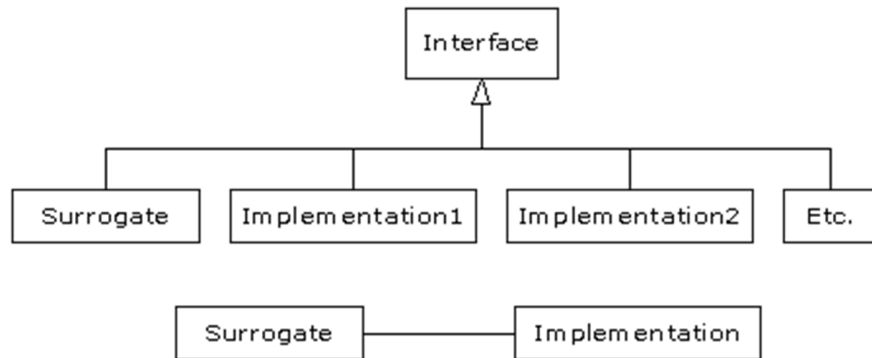 Interface
Surrogate Implementation1 Implementation2 Etc.
Surrogate Implementation